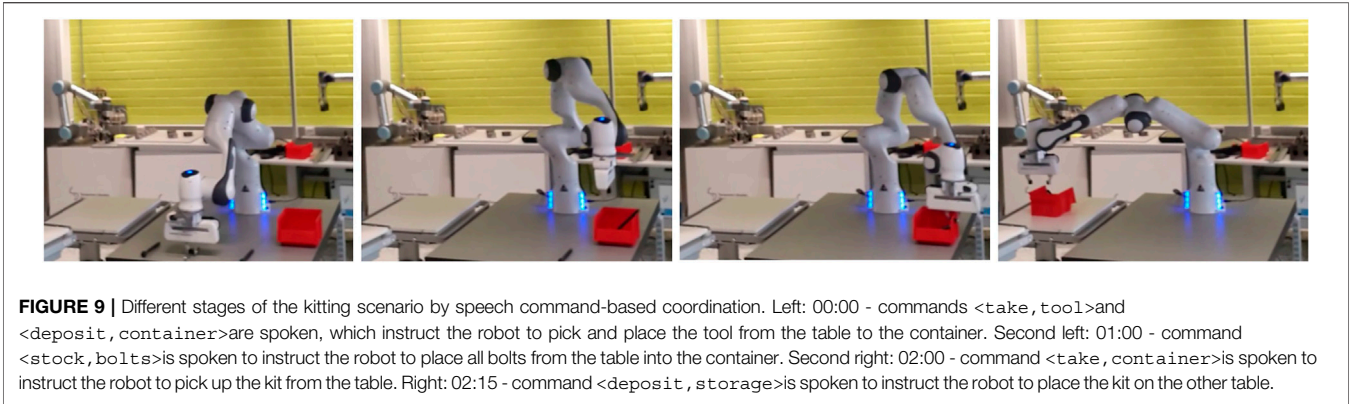 FIGURE 9 | Different stages of the kitting scenario by speech command-based coordination. Left: 00:00 - commands <take,tool>and
<deposit,container>are spoken, which instruct the robot to pick and place the tool from the table to the container. Second left: 01:00 - command
<stock,bolts>is spoken to instruct the robot to place all bolts from the table into the container. Second right: 02:00 - command <take,container>is spoken to
instruct the robot to pick up the kit from the table. Right: 02:15 - command <deposit,storage>is spoken to instruct the robot to place the kit on the other table.